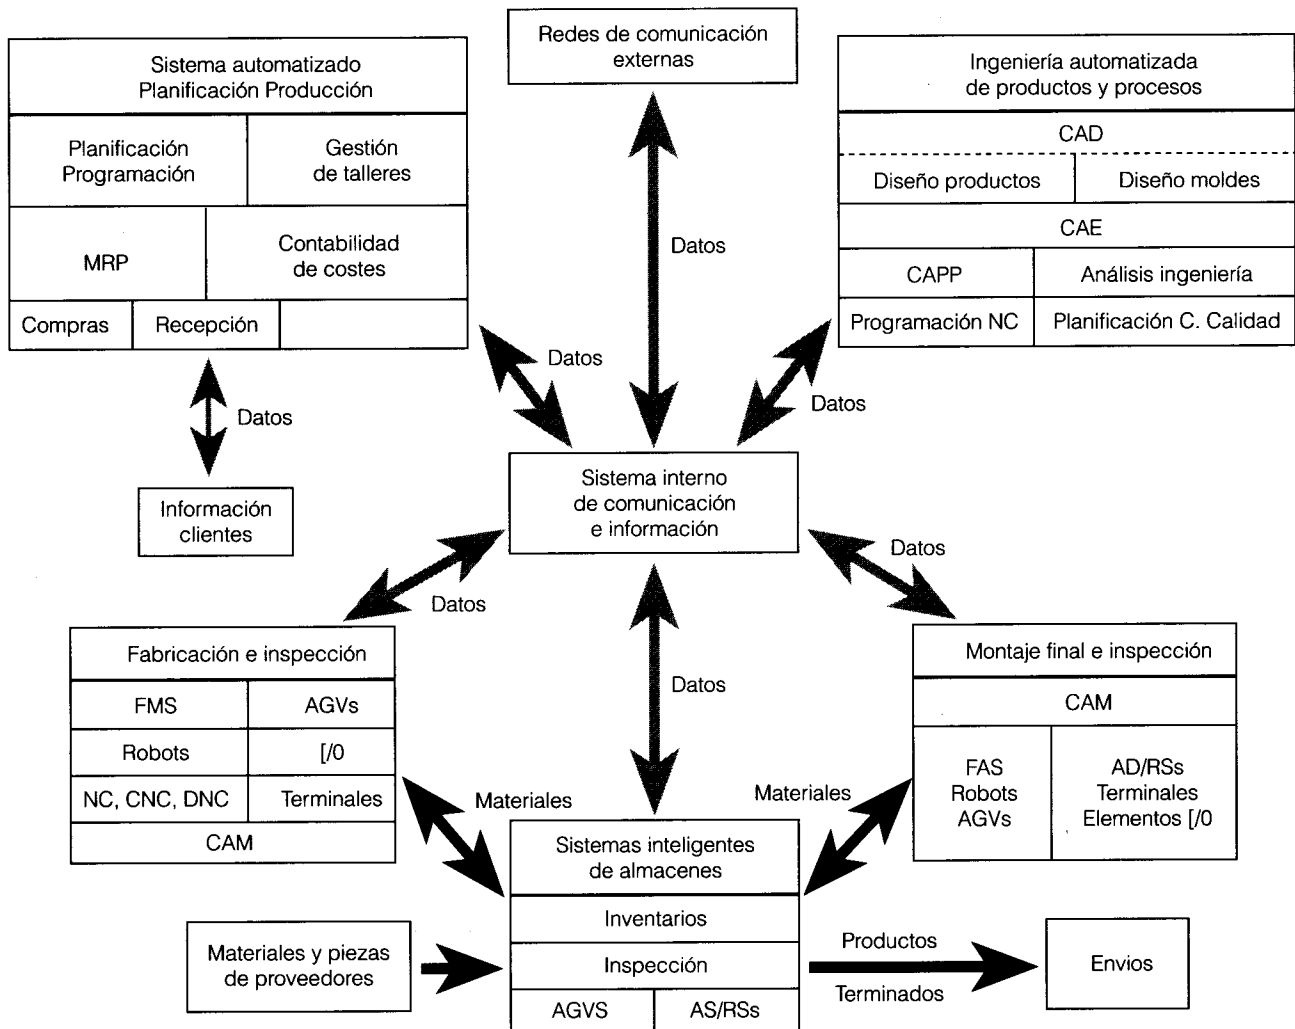 Redes de comunicación
externas
Sistema automatizado
Planificación Producción
Planificación
Programación
Gestión
de talleres
MRP
Contabilidad
de costes
Compras
Recepción
Ingeniería automatizada
de productos y procesos
CAD
Diseño productos
Diseño moldes
CAE
CAPP
Análisis ingeniería
Programación NC
Planificación C. Calidad
Datos
Datos
Datos
Datos
Información
clientes
Sistema interno
de comunicación
e información
Datos
Datos
Datos
Fabricación e inspección
FMS
AGVs
Robots
[/0
NC, CNC, DNC
Terminales
CAM
Montaje final e inspección
CAM
FAS
Robots
AGVs
AD/RSs
Terminales
Elementos [/0
Materiales
Materiales
Sistemas inteligentes
de almacenes
Inventarios
Inspección
AGVS
AS/RSs
Materiales y piezas
de proveedores
Productos
Terminados
Envios